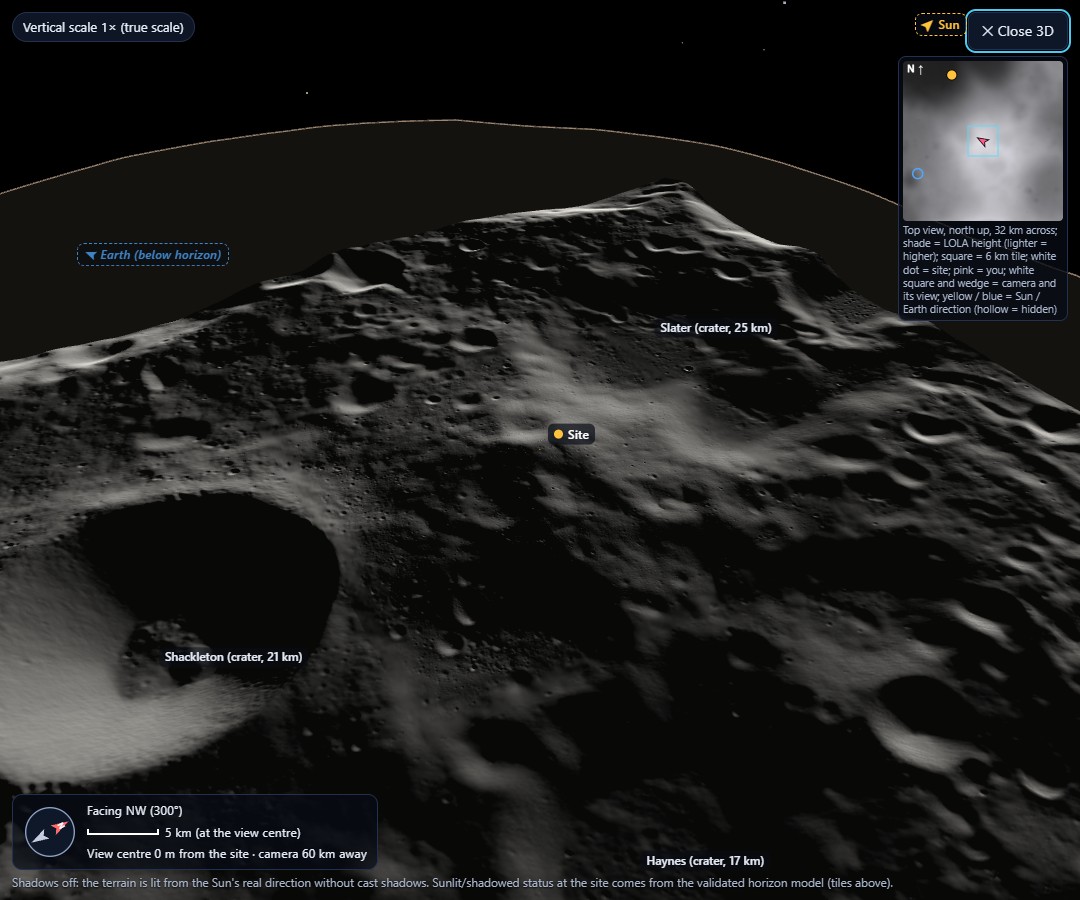 Vertical scale 1× (true scale)
Sun
× Close 3D
N ↑
Top view, north up, 32 km across;
shade = LOLA height (lighter =
higher); square = 6 km tile; white
dot = site; pink = you; white
square and wedge = camera and
its view; yellow / blue = Sun /
Earth direction (hollow = hidden)
Earth (below horizon)
Slater (crater, 25 km)
Site
Shackleton (crater, 21 km)
Haynes (crater, 17 km)
Facing NW (300°)
5 km (at the view centre)
View centre 0 m from the site · camera 60 km away
Shadows off: the terrain is lit from the Sun's real direction without cast shadows. Sunlit/shadowed status at the site comes from the validated horizon model (tiles above).